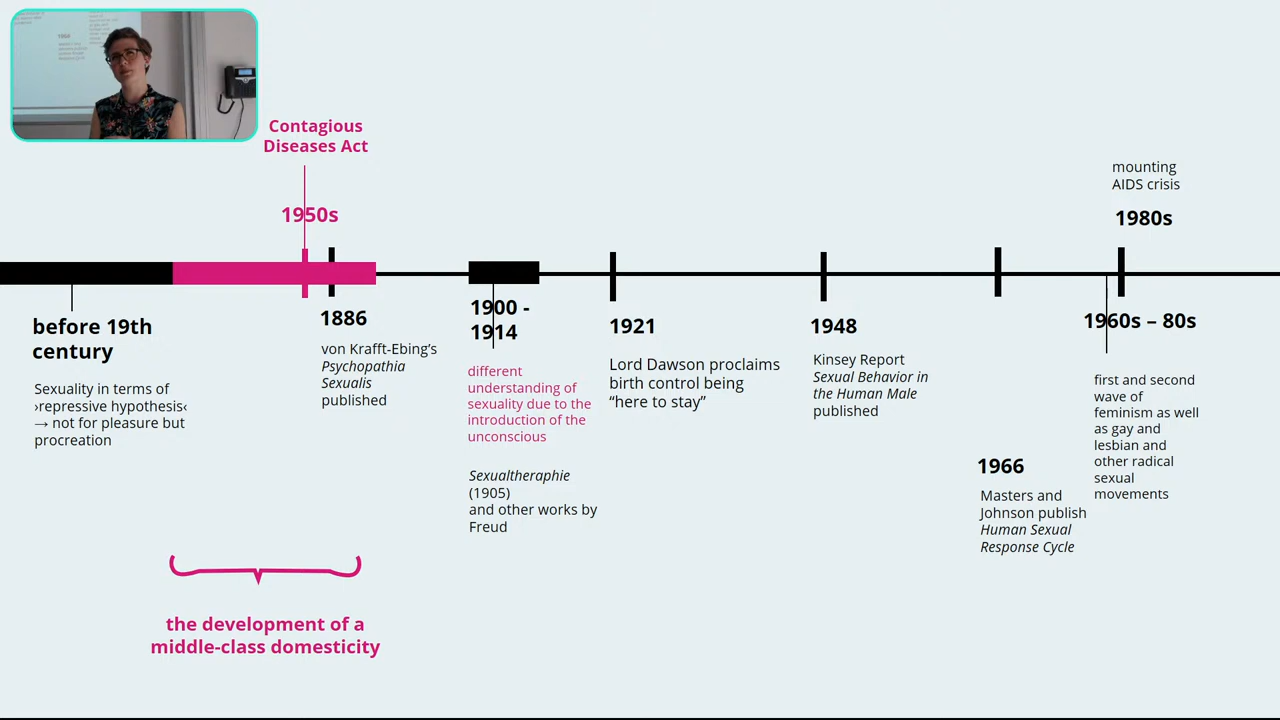 Contagious
Diseases Act
1950s
mounting
AIDS crisis
1980s
before 19th
century
Sexuality in terms of
›repressive hypothesis‹
→ not for pleasure but
procreation
1886
von Krafft-Ebing’s
Psychopathia
Sexualis
published
1900 -
1914
different
understanding of
sexuality due to the
introduction of the
unconscious
Sexualtheraphie
(1905)
and other works by
Freud
1921
Lord Dawson proclaims
birth control being
“here to stay”
1948
Kinsey Report
Sexual Behavior in
the Human Male
published
1966
Masters and
Johnson publish
Human Sexual
Response Cycle
1960s – 80s
first and second
wave of
feminism as well
as gay and
lesbian and
other radical
sexual
movements
the development of a
middle-class domesticity